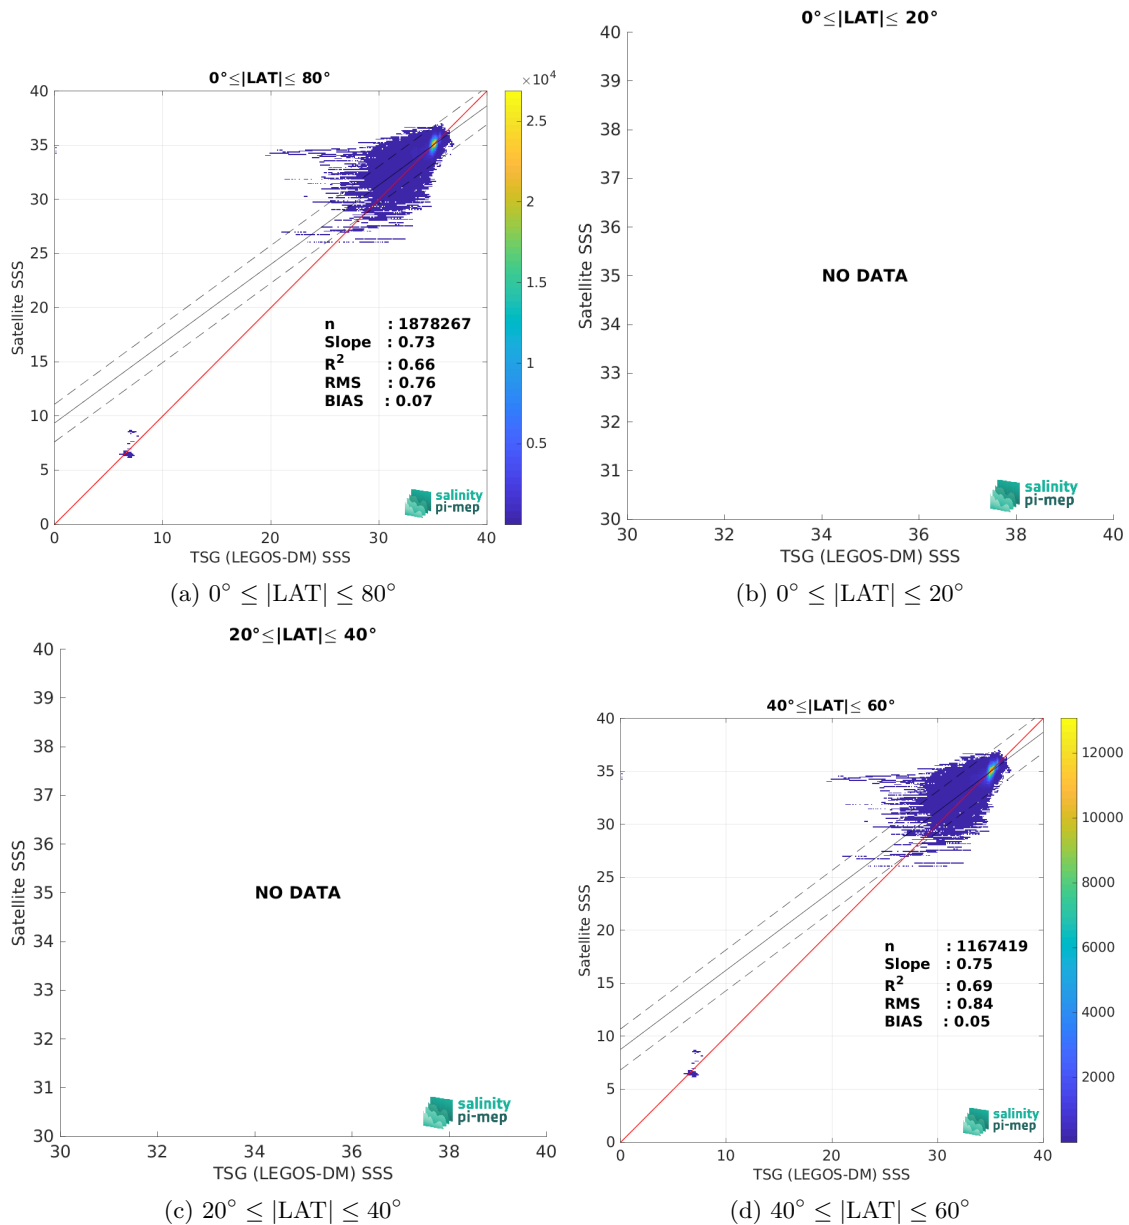 0°≤|LAT|≤ 80°
×10⁴
40
35
30
25
20
15
10
5
0
Satellite SSS
0
10
20
30
40
TSG (LEGOS-DM) SSS
2.5
2
1.5
1
0.5
n : 1878267
Slope : 0.73
R² : 0.66
RMS : 0.76
BIAS : 0.07
salinity
pi-mep
(a) 0° ≤ |LAT| ≤ 80°
0°≤|LAT|≤ 20°
40
39
38
37
36
35
34
33
32
31
30
Satellite SSS
NO DATA
30
32
34
36
38
40
TSG (LEGOS-DM) SSS
salinity
pi-mep
(b) 0° ≤ |LAT| ≤ 20°
20°≤|LAT|≤ 40°
40
39
38
37
36
35
34
33
32
31
30
Satellite SSS
NO DATA
30
32
34
36
38
40
TSG (LEGOS-DM) SSS
salinity
pi-mep
(c) 20° ≤ |LAT| ≤ 40°
40°≤|LAT|≤ 60°
40
35
30
25
20
15
10
5
0
Satellite SSS
0
10
20
30
40
TSG (LEGOS-DM) SSS
12000
10000
8000
6000
4000
2000
n : 1167419
Slope : 0.75
R² : 0.69
RMS : 0.84
BIAS : 0.05
salinity
pi-mep
(d) 40° ≤ |LAT| ≤ 60°